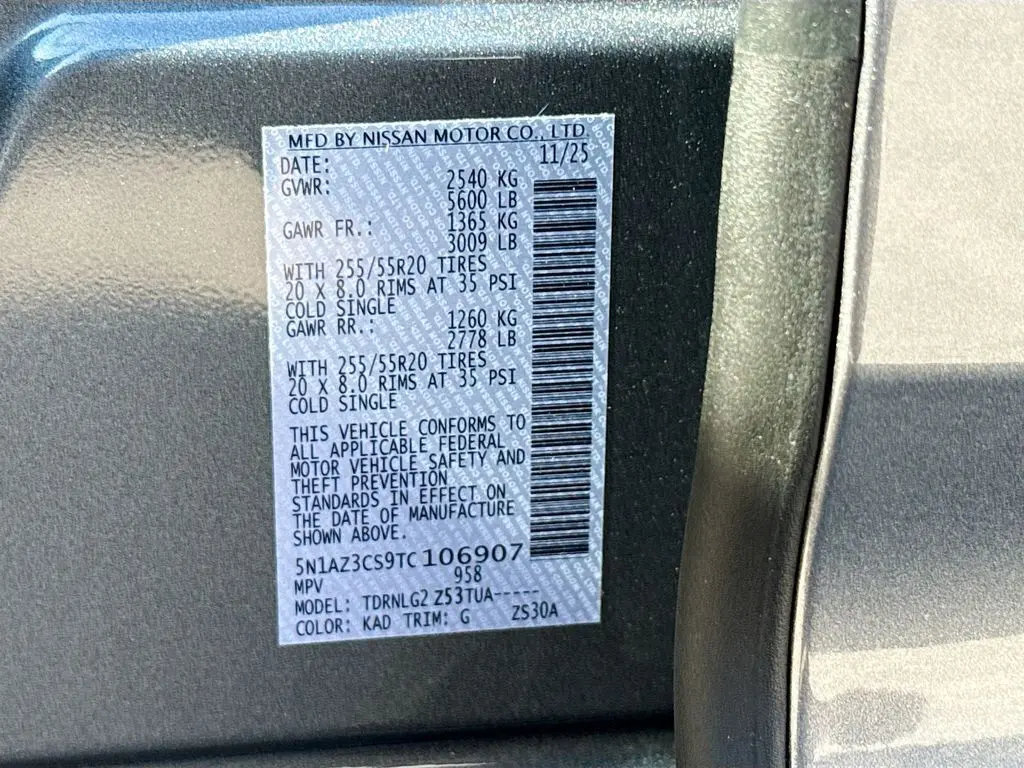 MFD BY NISSAN MOTOR CO., LTD.
DATE: 11/25
GVWR: 2540 KG
5600 LB
GAWR FR.: 1365 KG
3009 LB
WITH 255/55R20 TIRES
20 X 8.0 RIMS AT 35 PSI
COLD SINGLE
GAWR RR.: 1260 KG
2778 LB
WITH 255/55R20 TIRES
20 X 8.0 RIMS AT 35 PSI
COLD SINGLE
THIS VEHICLE CONFORMS TO
ALL APPLICABLE FEDERAL
MOTOR VEHICLE SAFETY AND
THEFT PREVENTION
STANDARDS IN EFFECT ON
THE DATE OF MANUFACTURE
SHOWN ABOVE.
5N1AZ3CS9TC106907
MPV 958
MODEL: TDRNLG2 Z53TUA-----
COLOR: KAD TRIM: G ZS30A